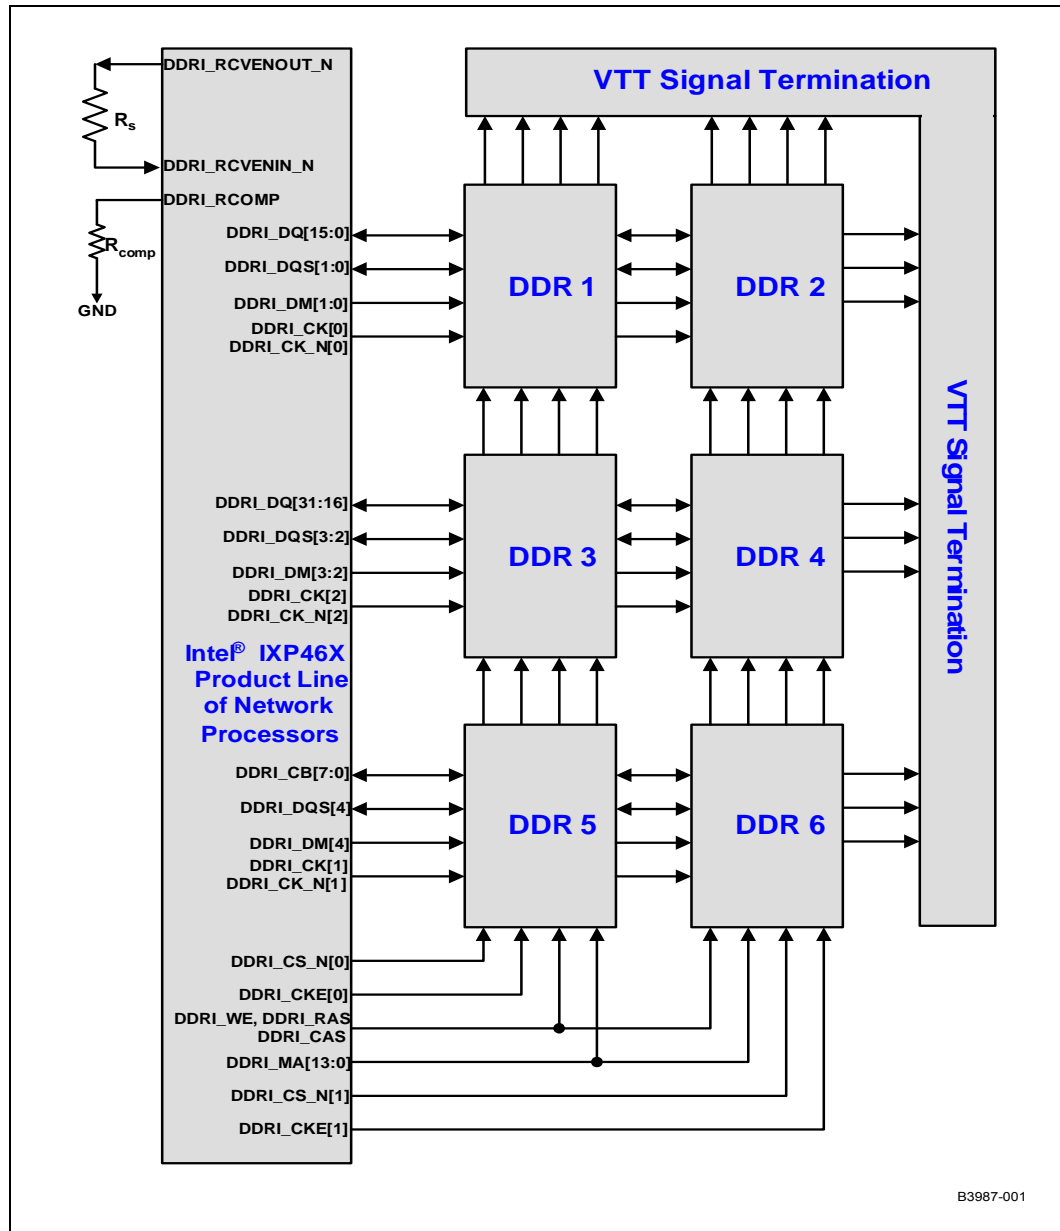 DDRI_RCVENOUT_N
VTT Signal Termination
Rs
DDRI_RCVENIN_N
DDRI_RCOMP
Rcomp
GND
DDRI_DQ[15:0]
DDRI_DQS[1:0]
DDRI_DM[1:0]
DDRI_CK[0]
DDRI_CK_N[0]
DDR 1
DDR 2
VTT Signal Termination
DDRI_DQ[31:16]
DDRI_DQS[3:2]
DDRI_DM[3:2]
DDRI_CK[2]
DDRI_CK_N[2]
DDR 3
DDR 4
Intel® IXP46X
Product Line
of Network
Processors
DDRI_CB[7:0]
DDRI_DQS[4]
DDRI_DM[4]
DDRI_CK[1]
DDRI_CK_N[1]
DDR 5
DDR 6
DDRI_CS_N[0]
DDRI_CKE[0]
DDRI_WE, DDRI_RAS
DDRI_CAS
DDRI_MA[13:0]
DDRI_CS_N[1]
DDRI_CKE[1]
B3987-001